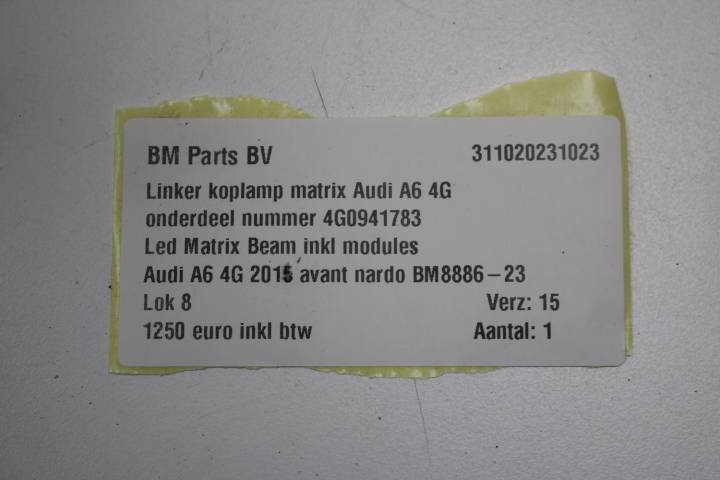 BM Parts BV 311020231023
Linker koplamp matrix Audi A6 4G
onderdeel nummer 4G0941783
Led Matrix Beam inkl modules
Audi A6 4G 2015 avant nardo BM8886-23
Lok 8 Verz: 15
1250 euro inkl btw Aantal: 1